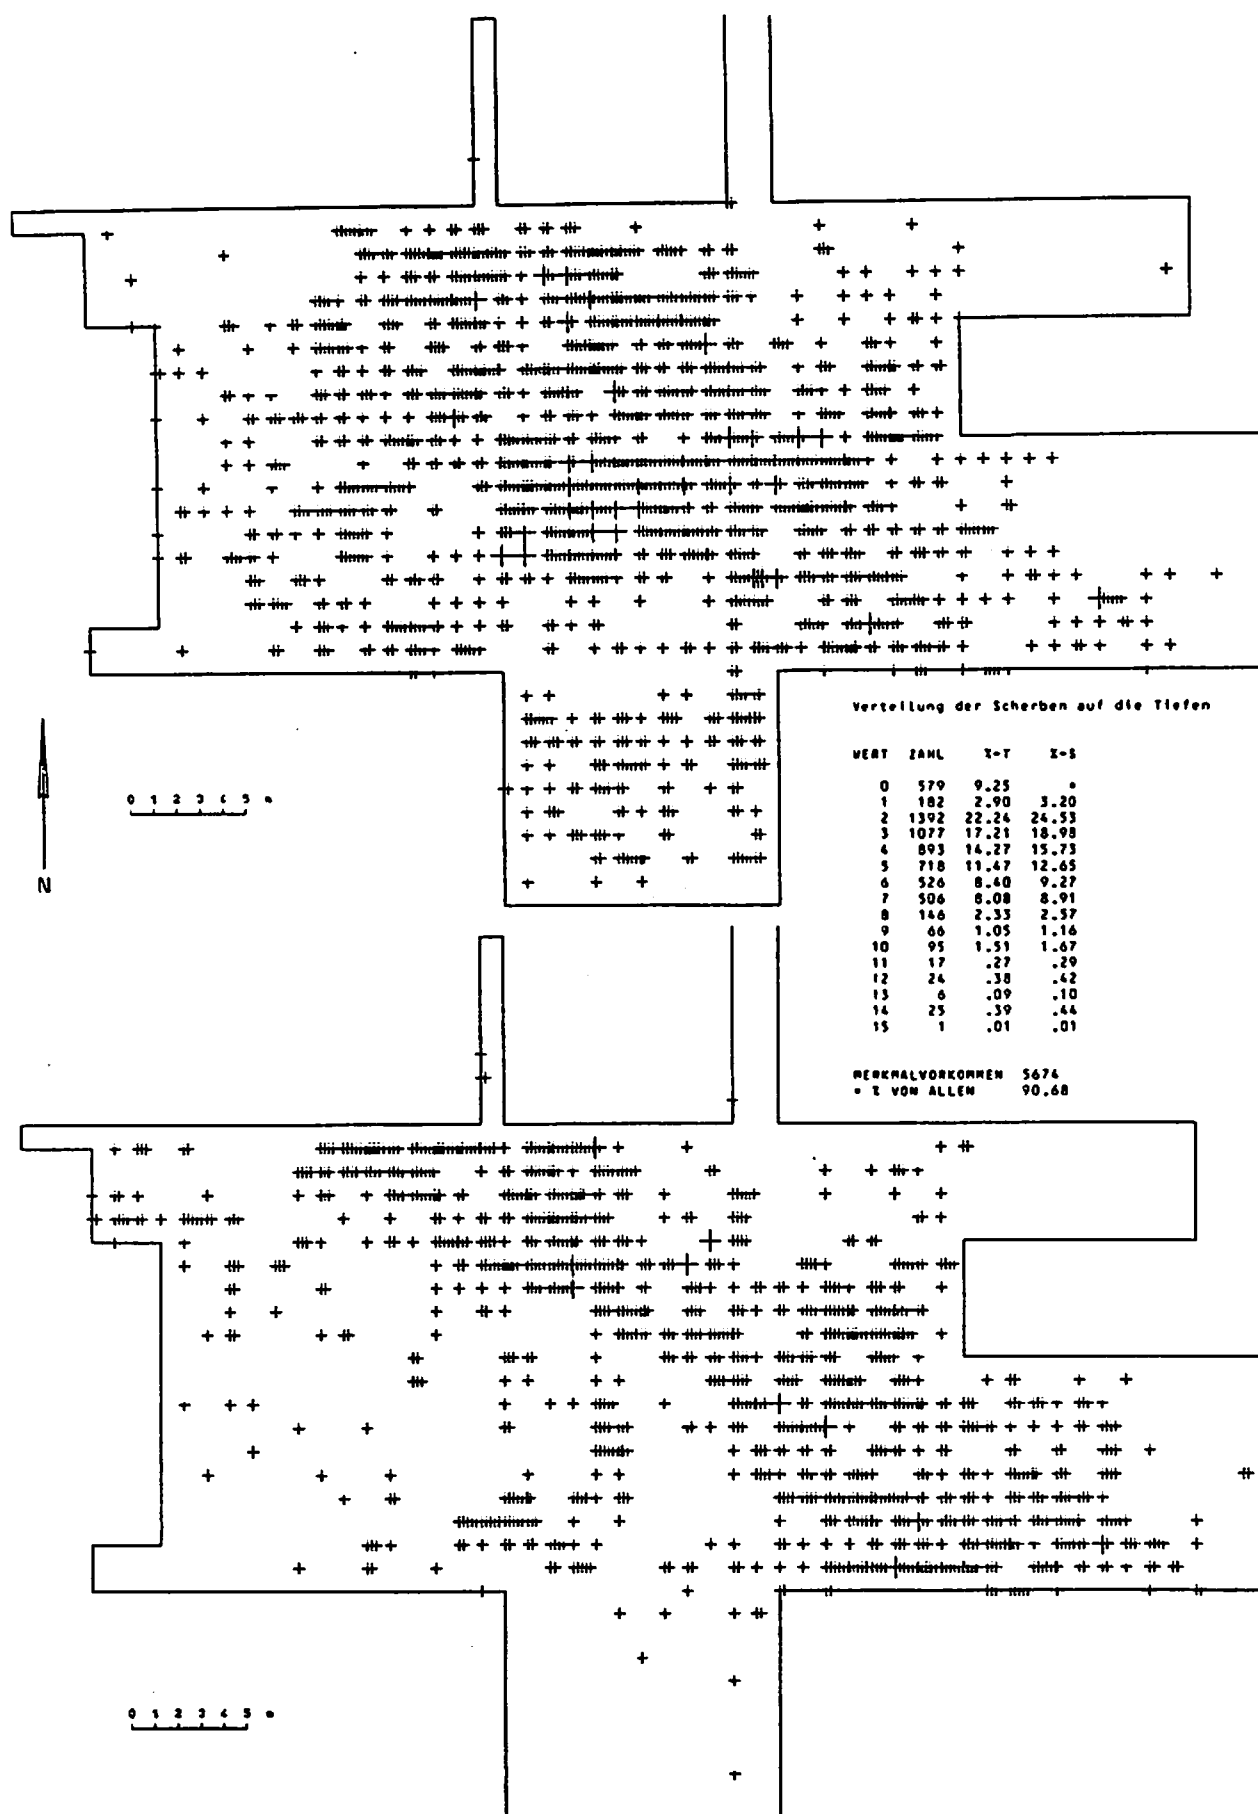 Verteilung der Scherben auf die Tiefen
WERT ZAHL %-T %-S
0 579 9.25 *
1 182 2.90 3.20
2 1392 22.24 24.53
3 1077 17.21 18.98
4 893 14.27 15.73
5 718 11.47 12.65
6 526 8.40 9.27
7 506 8.08 8.91
8 146 2.33 2.57
9 66 1.05 1.16
10 95 1.51 1.67
11 17 .27 .29
12 24 .38 .42
13 6 .09 .10
14 25 .39 .44
15 1 .01 .01
MERKMALVORKOMMEN 5674
= % VON ALLEN 90.68
0 1 2 3 4 5 m
N
0 1 2 3 4 5 m